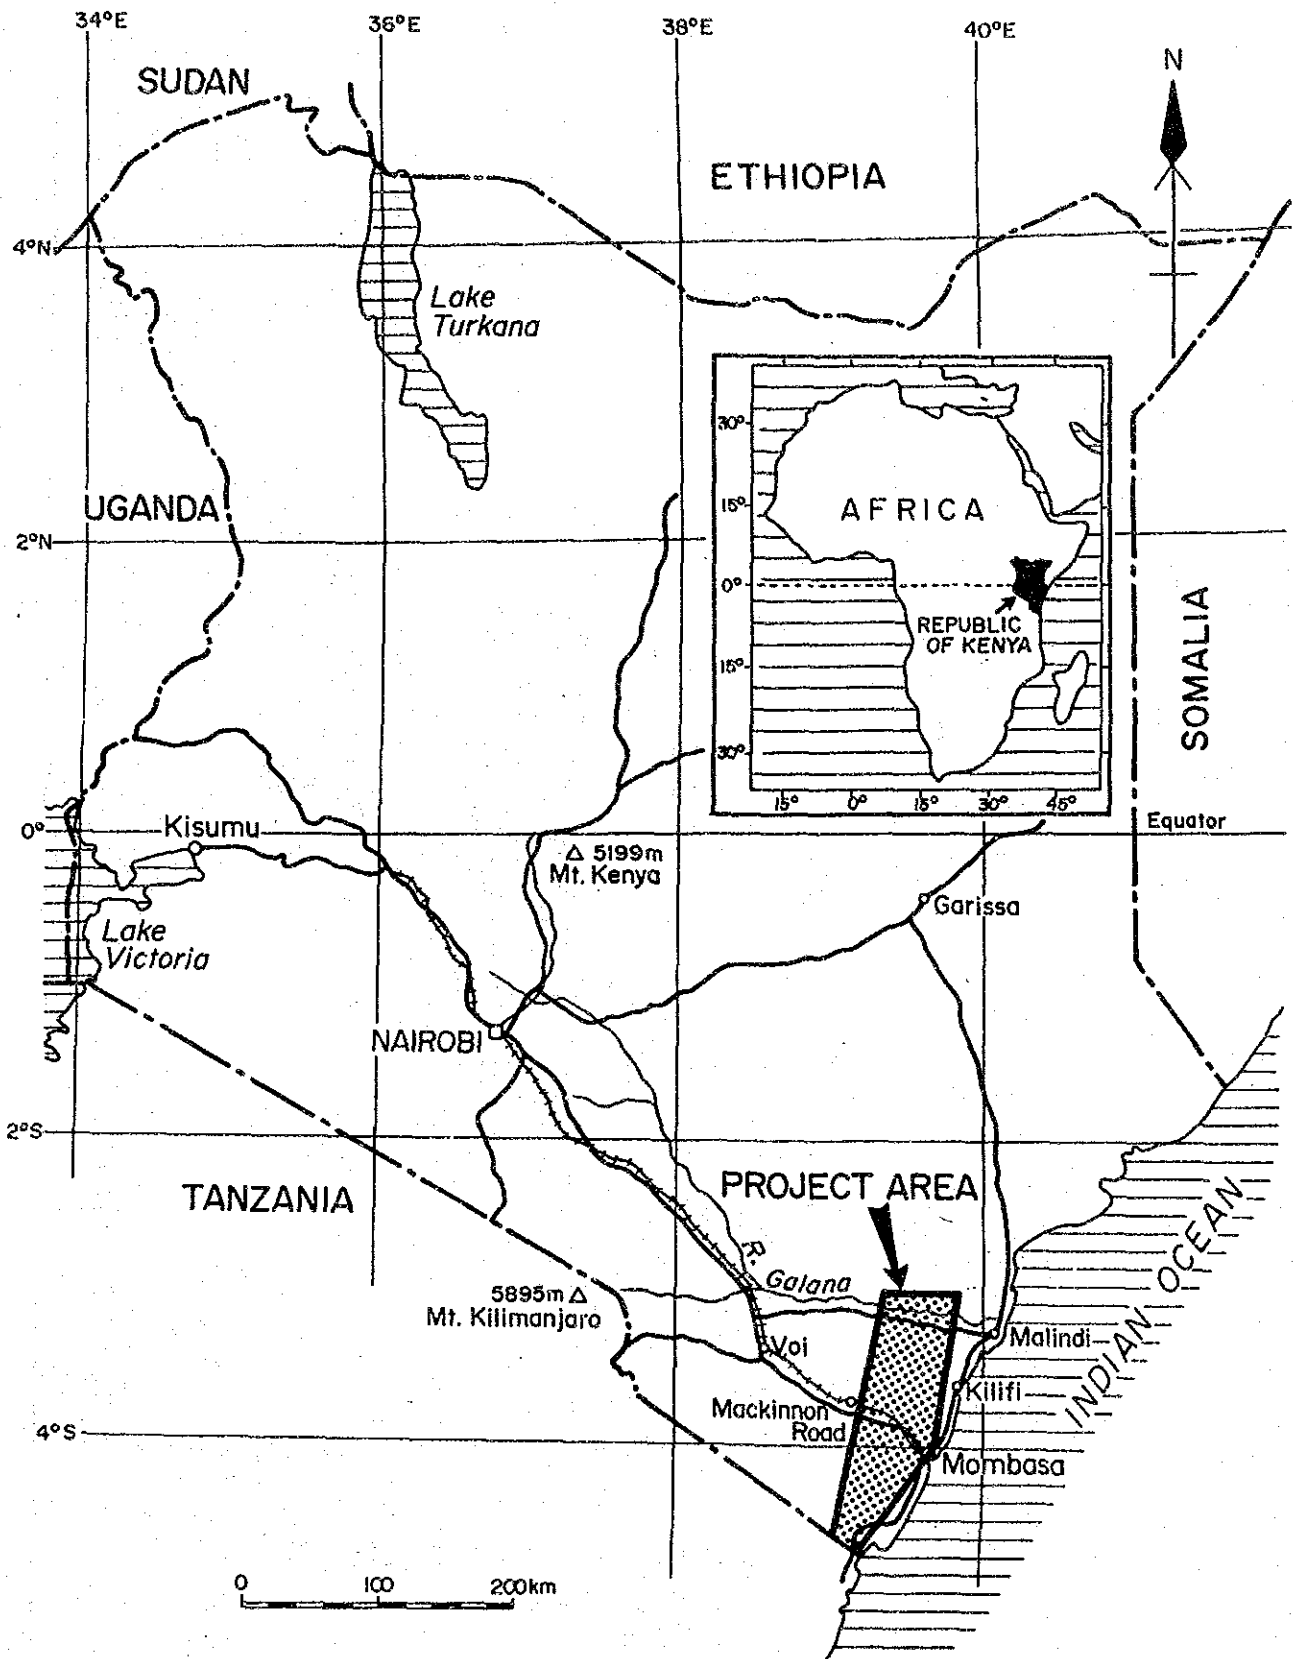 34°E
36°E
38°E
40°E
SUDAN
N
ETHIOPIA
4°N
Lake
Turkana
30°
UGANDA
15°
AFRICA
2°N
0°
REPUBLIC
OF KENYA
15°
SOMALIA
30°
15°
0°
15°
30°
45°
0°
Kisumu
Equator
△ 5199m
Mt. Kenya
Garissa
Lake
Victoria
NAIROBI
2°S
TANZANIA
PROJECT AREA
R.
Galana
5895m △
Mt. Kilimanjaro
Voi
Malindi
INDIAN OCEAN
Kilifi
Mackinnon
Road
4°S
Mombasa
0
100
200km